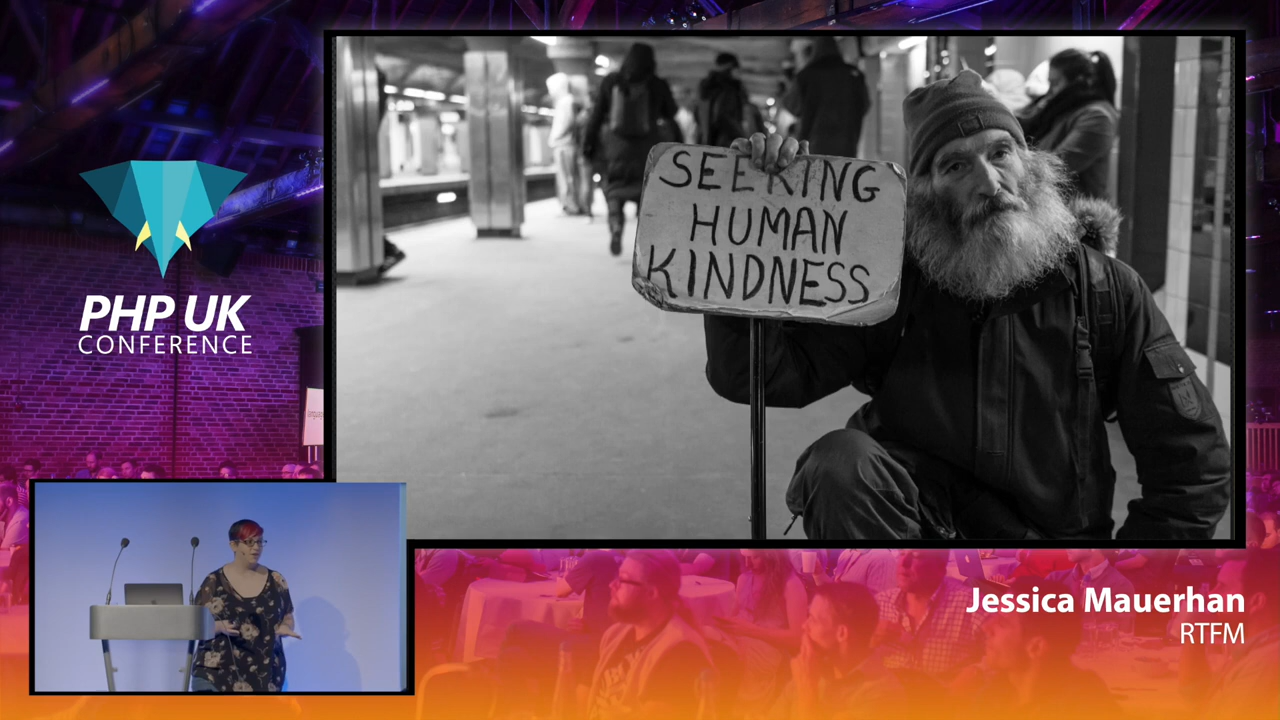 PHP UK
CONFERENCE
SEEKING
HUMAN
KINDNESS
Jessica Mauerhan
RTFM